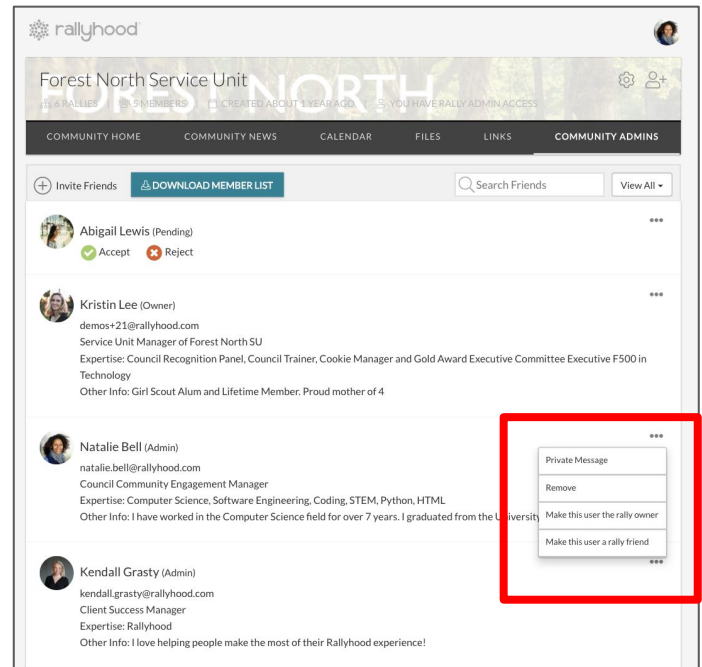 rallyhood
Forest North Service Unit
6 RALLIES 5 MEMBERS CREATED ABOUT 1 YEAR AGO YOU HAVE RALLY ADMIN ACCESS
FOREST NORTH
COMMUNITY HOME COMMUNITY NEWS CALENDAR FILES LINKS COMMUNITY ADMINS
Invite Friends DOWNLOAD MEMBER LIST Search Friends View All
Abigail Lewis (Pending)
Accept Reject
Kristin Lee (Owner)
demos+21@rallyhood.com
Service Unit Manager of Forest North SU
Expertise: Council Recognition Panel, Council Trainer, Cookie Manager and Gold Award Executive Committee Executive F500 in
Technology
Other Info: Girl Scout Alum and Lifetime Member. Proud mother of 4
Natalie Bell (Admin)
natalie.bell@rallyhood.com
Council Community Engagement Manager
Expertise: Computer Science, Software Engineering, Coding, STEM, Python, HTML
Other Info: I have worked in the Computer Science field for over 7 years. I graduated from the University
Private Message
Remove
Make this user the rally owner
Make this user a rally friend
Kendall Grasty (Admin)
kendall.grasty@rallyhood.com
Client Success Manager
Expertise: Rallyhood
Other Info: I love helping people make the most of their Rallyhood experience!